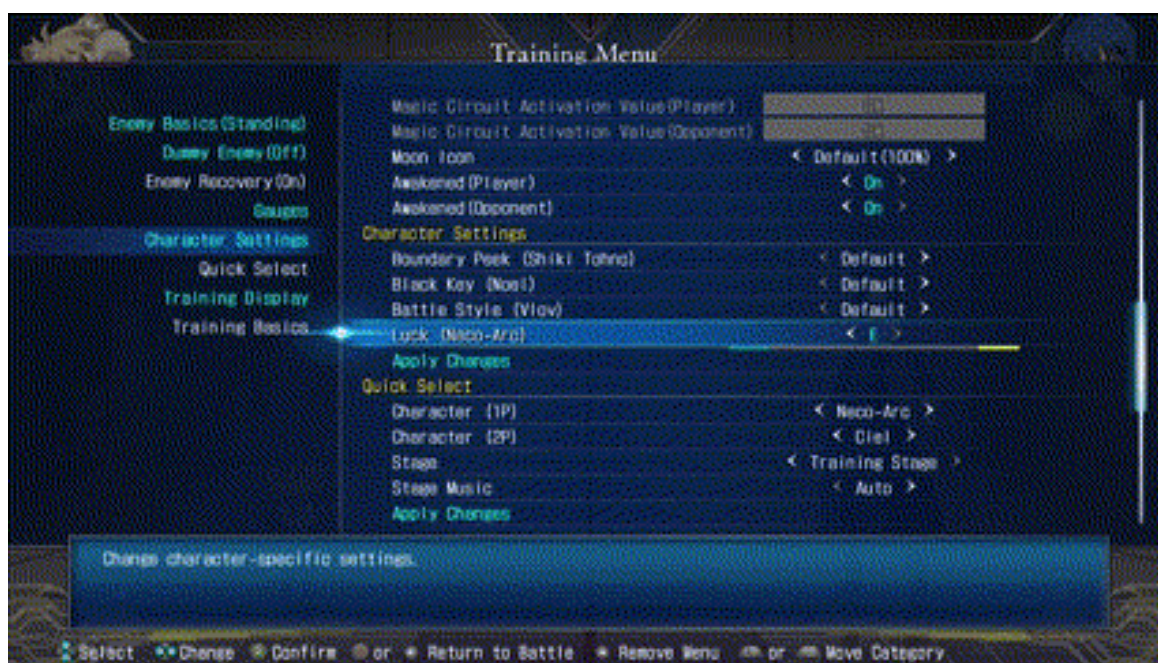 Training Menu
Enemy Basics(Standing)
Dummy Enemy(Off)
Enemy Recovery(On)
Gauges
Character Settings
Quick Select
Training Display
Training Basics
Magic Circuit Activation Value(Player)
Magic Circuit Activation Value(Opponent)
Moon Icon < Default(100%) >
Awakened(Player) < On >
Awakened(Opponent) < On >
Character Settings
Boundary Peek (Shiki Tohno) < Default >
Black Key (Noel) < Default >
Battle Style (Vlov) < Default >
Luck (Neco-Arc) < E >
Apply Changes
Quick Select
Character (1P) < Neco-Arc >
Character (2P) < Ciel >
Stage < Training Stage >
Stage Music < Auto >
Apply Changes
Change character-specific settings.
Select Change Confirm or Return to Battle Remove Menu or Move Category